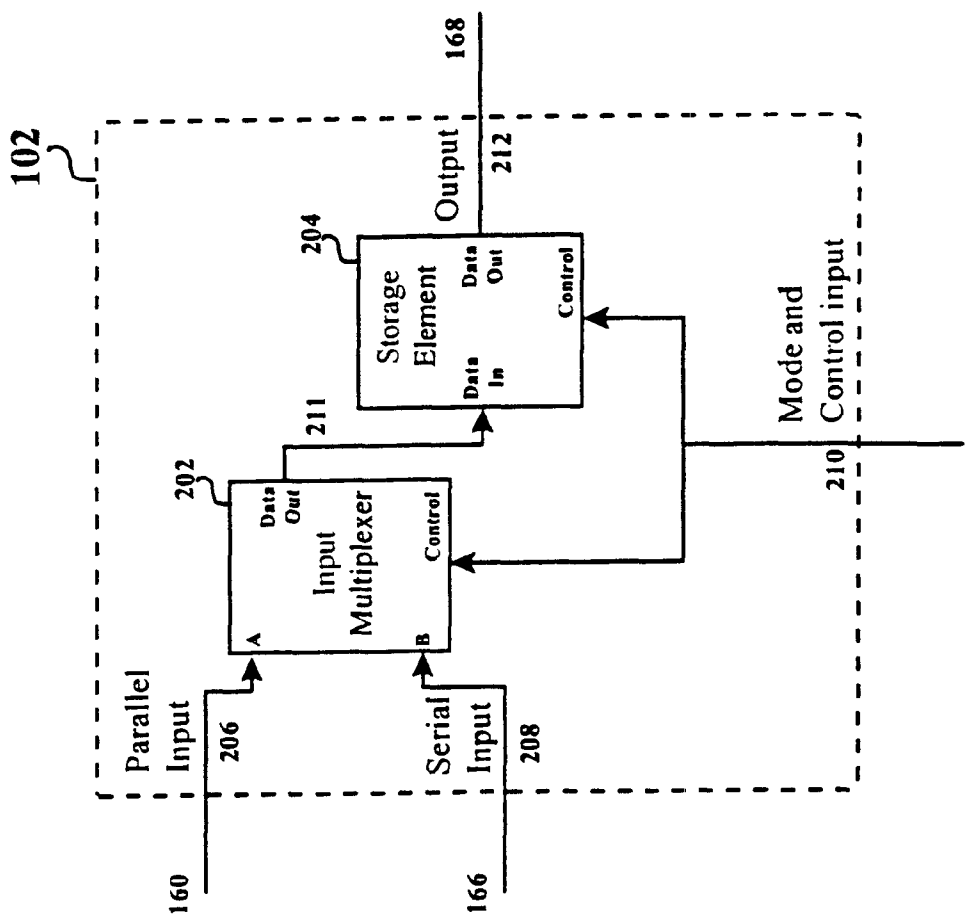 102
160
Parallel
Input
206
166
Serial
Input
208
202
A
B
Input
Multiplexer
Data
Out
Control
211
204
Storage
Element
Data
In
Data
Out
Control
Output
212
168
Mode and
Control input
210